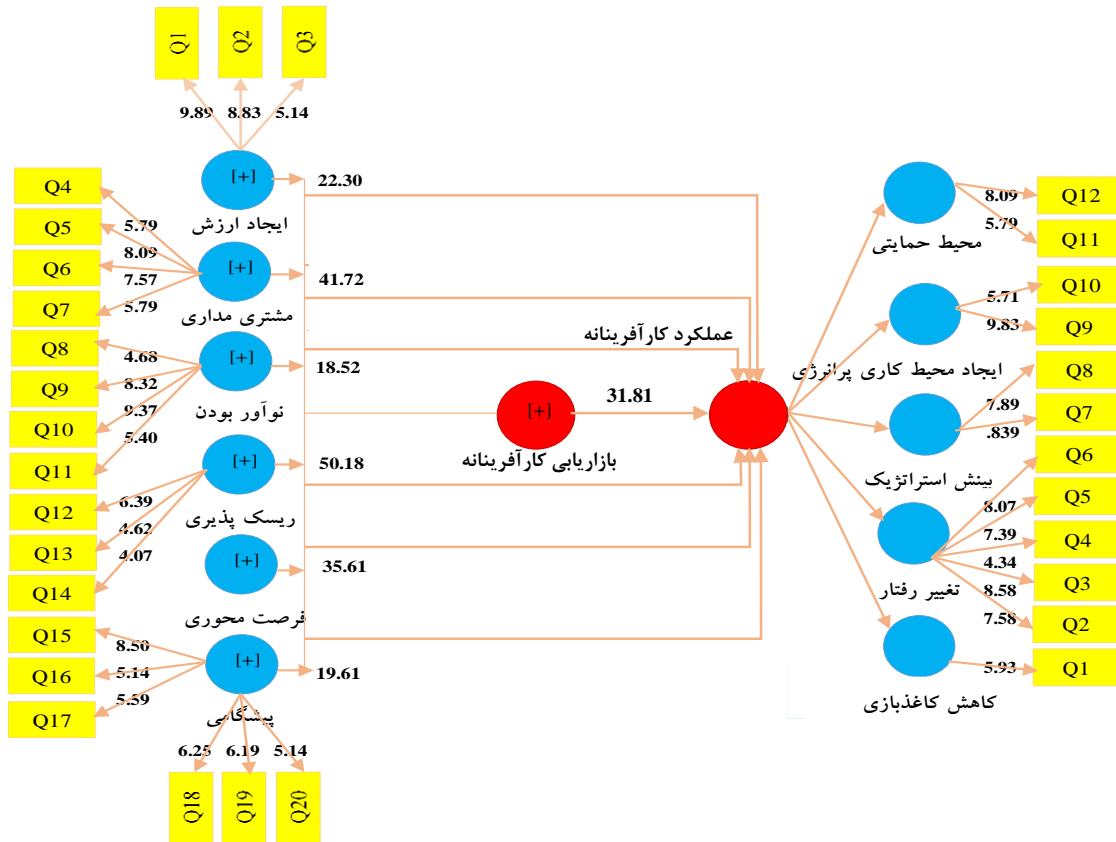 Q1
Q2
Q3
9.89
8.83
5.14
[+]
22.30
ایجاد ارزش
Q4
Q5
Q6
Q7
5.79
8.09
7.57
5.79
[+]
41.72
مشتری مداری
Q8
Q9
Q10
Q11
4.68
8.32
9.37
5.40
[+]
18.52
نوآور بودن
Q12
Q13
Q14
6.39
4.62
4.07
[+]
50.18
ریسک پذیری
[+]
35.61
فرصت محوری
Q15
Q16
Q17
8.50
5.14
5.59
[+]
19.61
پیشگامی
6.25
6.19
5.14
Q18
Q19
Q20
عملکرد کارآفرینانه
[+]
31.81
بازاریابی کارآفرینانه
محیط حمایتی
8.09
5.79
Q12
Q11
ایجاد محیط کاری پرانرژی
5.71
9.83
Q10
Q9
بینش استراتژیک
7.89
.839
Q8
Q7
تغییر رفتار
8.07
7.39
4.34
8.58
7.58
Q6
Q5
Q4
Q3
Q2
کاهش کاغذبازی
5.93
Q1